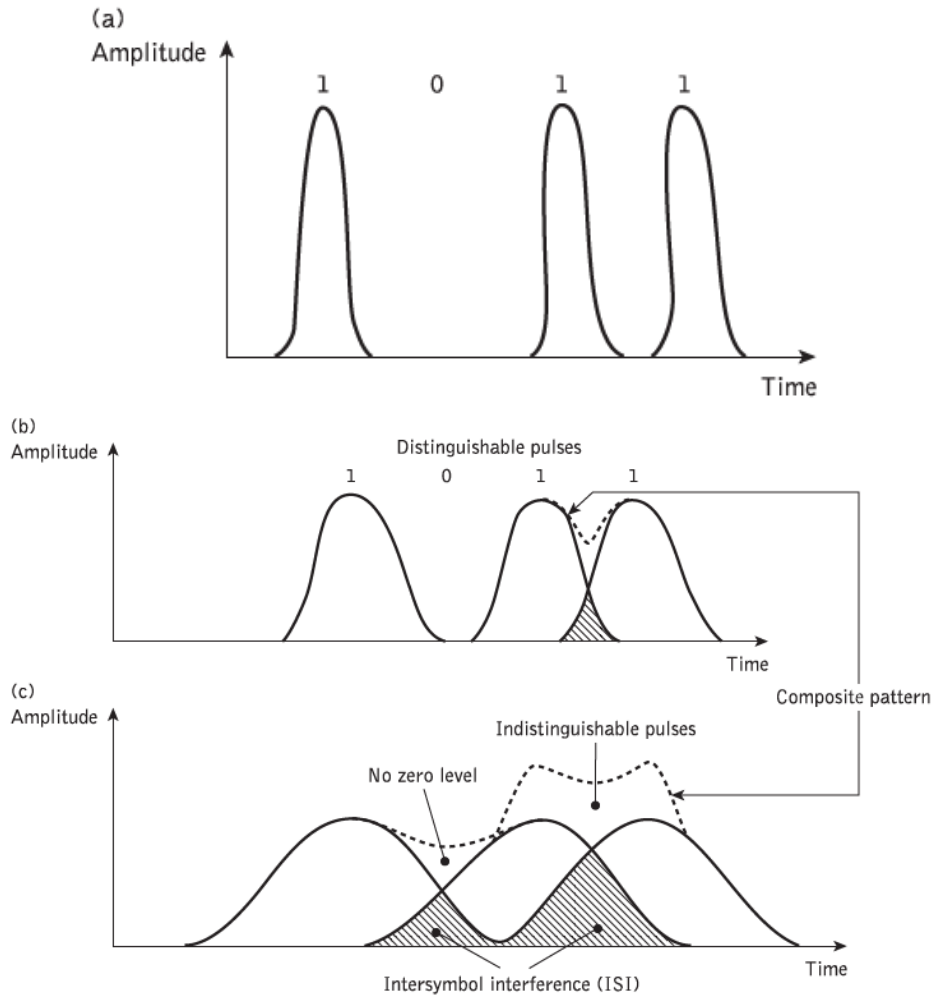 (a)
Amplitude
1 0 1 1
Time
(b)
Amplitude
Distinguishable pulses
1 0 1 1
Time
(c)
Amplitude
Composite pattern
Indistinguishable pulses
No zero level
Time
Intersymbol interference (ISI)